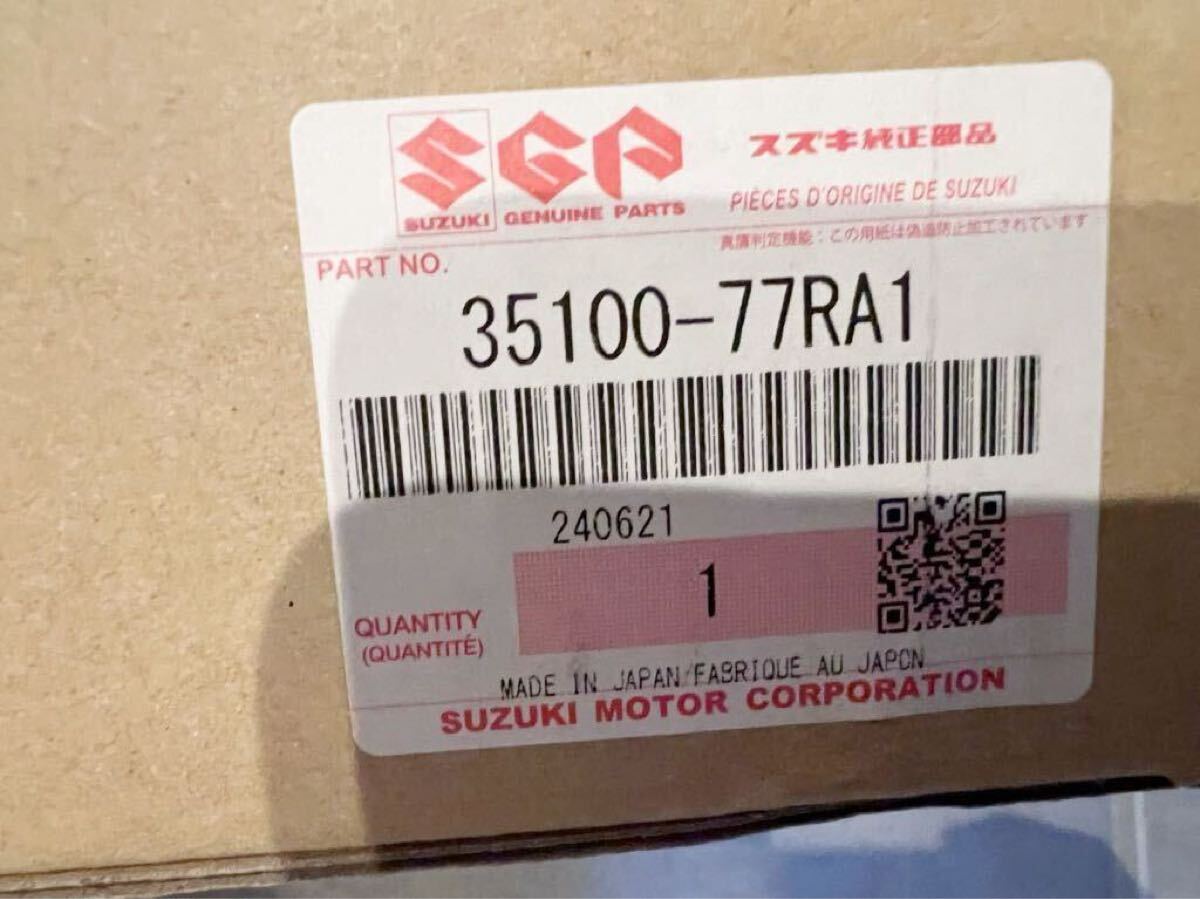 SGP
スズキ純正部品
SUZUKI GENUINE PARTS
PIÈCES D'ORIGINE DE SUZUKI
真贋判定機能：この用紙は偽造防止加工されています
PART NO.
35100-77RA1
240621
1
QUANTITY
(QUANTITÉ)
MADE IN JAPAN/FABRIQUE AU JAPON
SUZUKI MOTOR CORPORATION